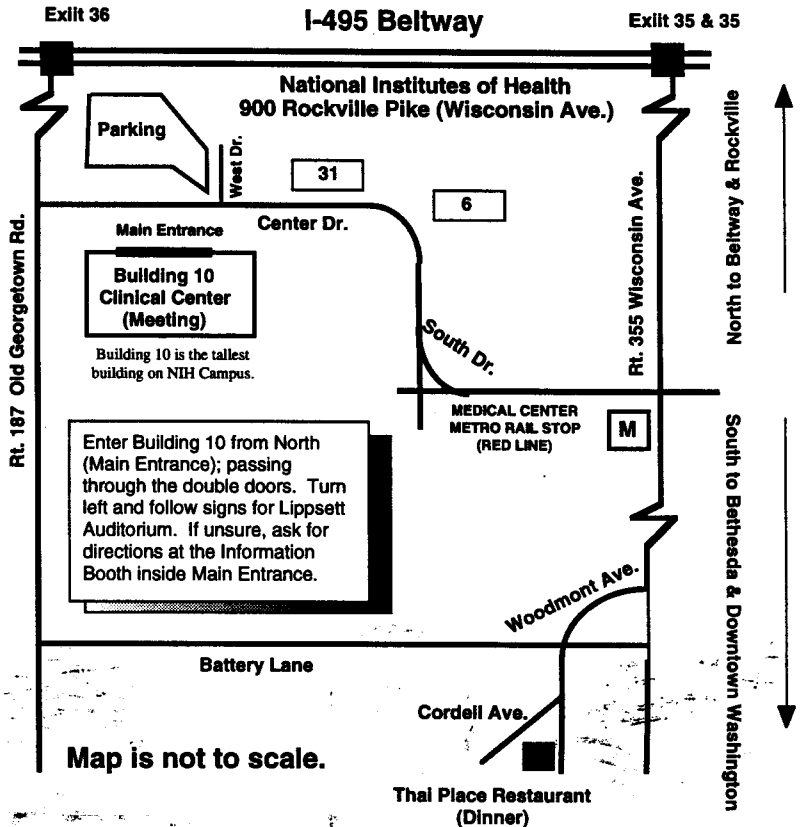 Exiit 36
I-495 Beltway
Exiit 35 & 35
National Institutes of Health
900 Rockville Pike (Wisconsin Ave.)
Parking
West Dr.
31
6
Center Dr.
Main Entrance
Building 10
Clinical Center
(Meeting)
Building 10 is the tallest
building on NIH Campus.
South Dr.
Rt. 187 Old Georgetown Rd.
Rt. 355 Wisconsin Ave.
North to Beltway & Rockville
MEDICAL CENTER
METRO RAIL STOP
(RED LINE)
M
Enter Building 10 from North
(Main Entrance); passing
through the double doors. Turn
left and follow signs for Lippsett
Auditorium. If unsure, ask for
directions at the Information
Booth inside Main Entrance.
South to Bethesda & Downtown Washington
Woodmont Ave.
Battery Lane
Cordell Ave.
Map is not to scale.
Thai Place Restaurant
(Dinner)